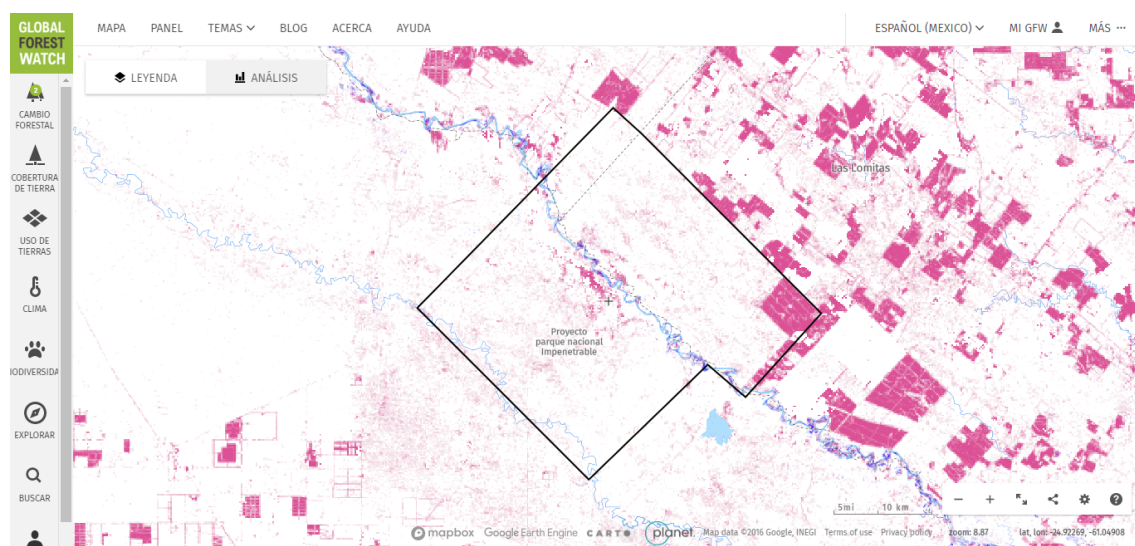 GLOBAL
FOREST
WATCH
MAPA PANEL TEMAS BLOG ACERCA AYUDA
ESPAÑOL (MEXICO) MI GFW MÁS
LEYENDA
ANÁLISIS
2
CAMBIO
FORESTAL
COBERTURA
DE TIERRA
USO DE
TIERRAS
CLIMA
IODIVERSIDA
EXPLORAR
BUSCAR
Las Lomitas
Proyecto
parque nacional
Impenetrable
5mi 10 km
mapbox Google Earth Engine CARTO planet. Map data ©2016 Google, INEGI Terms of use Privacy policy zoom: 8.87 lat, lon: -24.92269, -61.04908